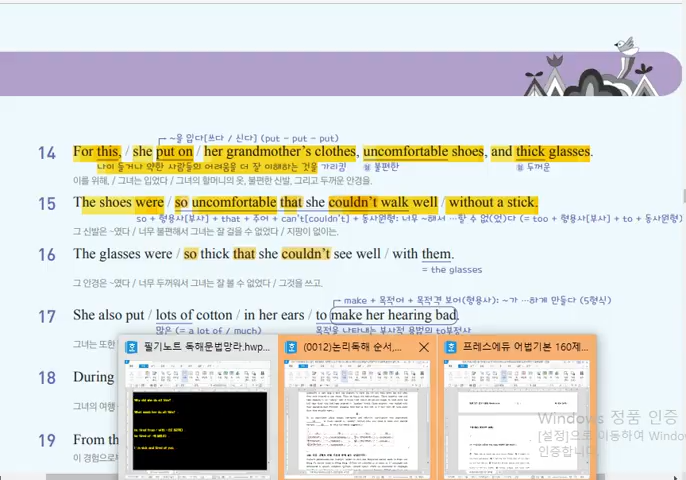 ~을 입다[쓰다 / 신다] (put - put - put)
14 For this, / she put on / her grandmother's clothes, uncomfortable shoes, and thick glasses.
나이 들거나 약한 사람들의 어려움을 더 잘 이해하는 것을 가리킴 형 불편한 형 두꺼운
이를 위해, / 그녀는 입었다 / 그녀의 할머니의 옷, 불편한 신발, 그리고 두꺼운 안경을.
15 The shoes were / so uncomfortable that she couldn't walk well / without a stick.
so + 형용사[부사] + that + 주어 + can't[couldn't] + 동사원형: 너무 ~해서 …할 수 없(었)다 (= too + 형용사[부사] + to + 동사원형)
그 신발은 ~였다 / 너무 불편해서 그녀는 잘 걸을 수 없었다 / 지팡이 없이는.
16 The glasses were / so thick that she couldn't see well / with them.
= the glasses
그 안경은 ~였다 / 너무 두꺼워서 그녀는 잘 볼 수 없었다 / 그것을 쓰고.
make + 목적어 + 목적격 보어(형용사): ~가 …하게 만들다 (5형식)
17 She also put / lots of cotton / in her ears / to make her hearing bad.
많은 (= a lot of / much) 목적을 나타내는 부사적 용법의 to부정사
그녀는 또한
18 During
그녀의 여행
19 From th
이 경험으로부
필기노트 독해문법망라.hwp...
(0012)논리독해 순서,...
프레스에듀 어법기본 160제...
Windows 정품 인증
[설정]으로 이동하여 Window
인증합니다.